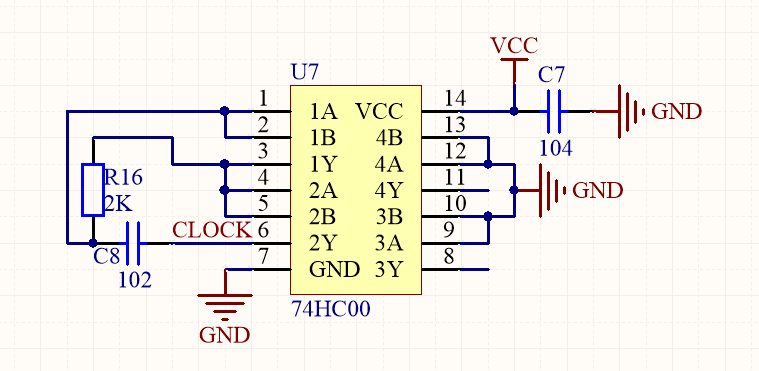 VCC
U7
C7
1
1A
VCC
14
GND
2
1B
4B
13
104
3
1Y
4A
12
R16
4
2A
4Y
11
GND
2K
5
2B
3B
10
CLOCK
6
2Y
3A
9
C8
7
GND
3Y
8
102
74HC00
GND